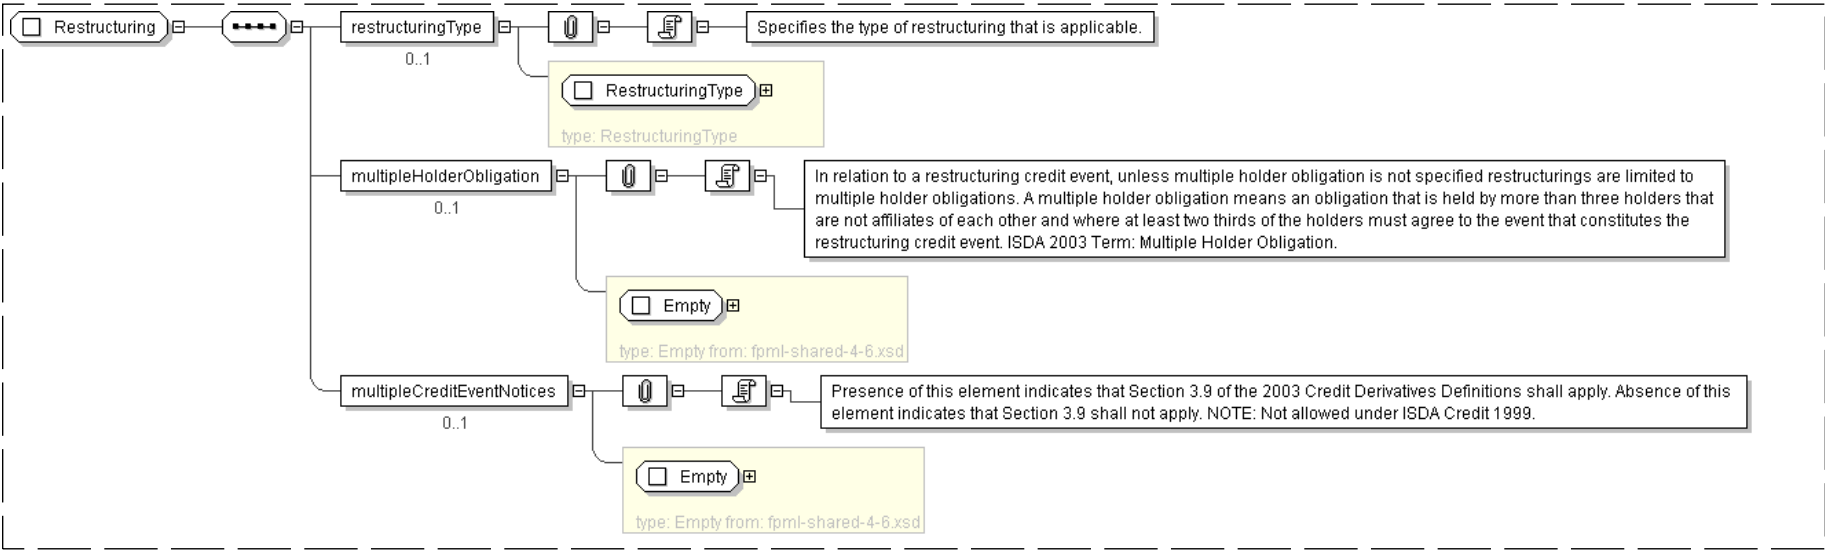 Restructuring
restructuringType
0..1
Specifies the type of restructuring that is applicable.
RestructuringType
type: RestructuringType
multipleHolderObligation
0..1
In relation to a restructuring credit event, unless multiple holder obligation is not specified restructurings are limited to
multiple holder obligations. A multiple holder obligation means an obligation that is held by more than three holders that
are not affiliates of each other and where at least two thirds of the holders must agree to the event that constitutes the
restructuring credit event. ISDA 2003 Term: Multiple Holder Obligation.
Empty
type: Empty from: fpml-shared-4-6.xsd
multipleCreditEventNotices
0..1
Presence of this element indicates that Section 3.9 of the 2003 Credit Derivatives Definitions shall apply. Absence of this
element indicates that Section 3.9 shall not apply. NOTE: Not allowed under ISDA Credit 1999.
Empty
type: Empty from: fpml-shared-4-6.xsd